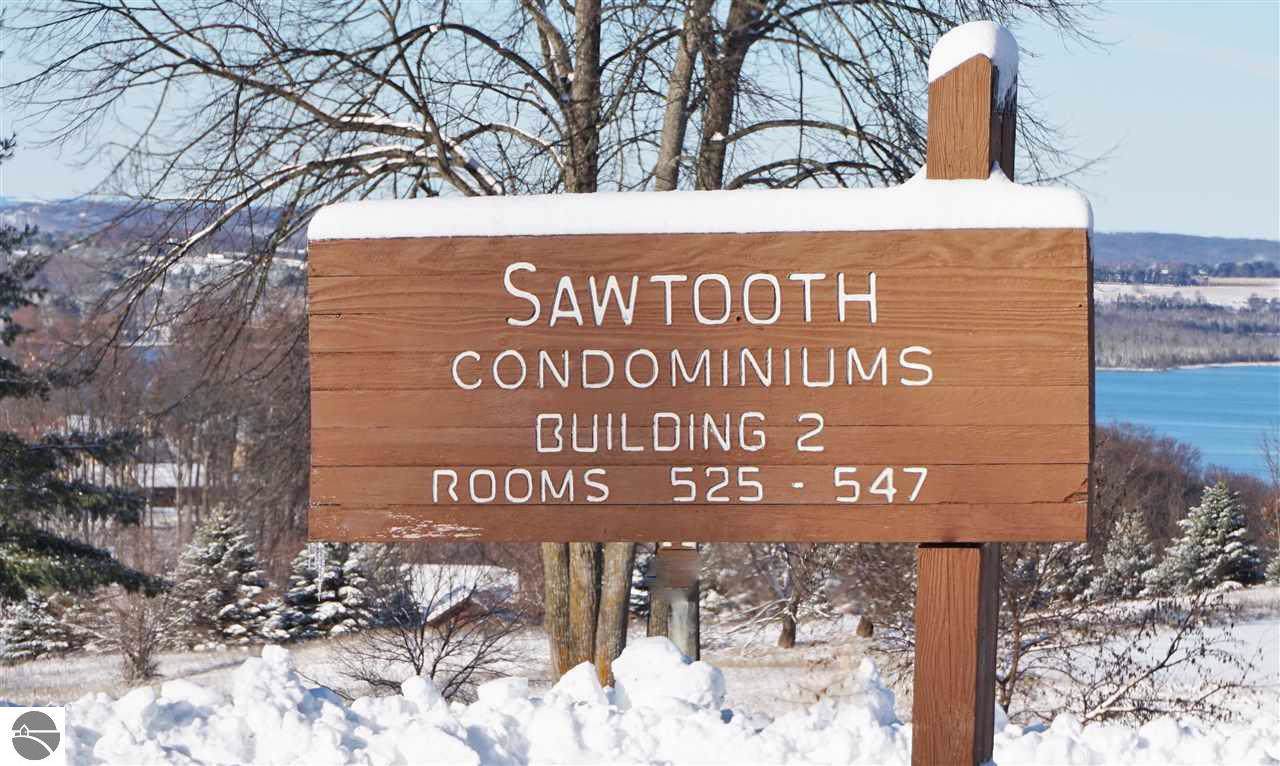 SAWTOOTH
CONDOMINIUMS
BUILDING 2
ROOMS 525 - 547